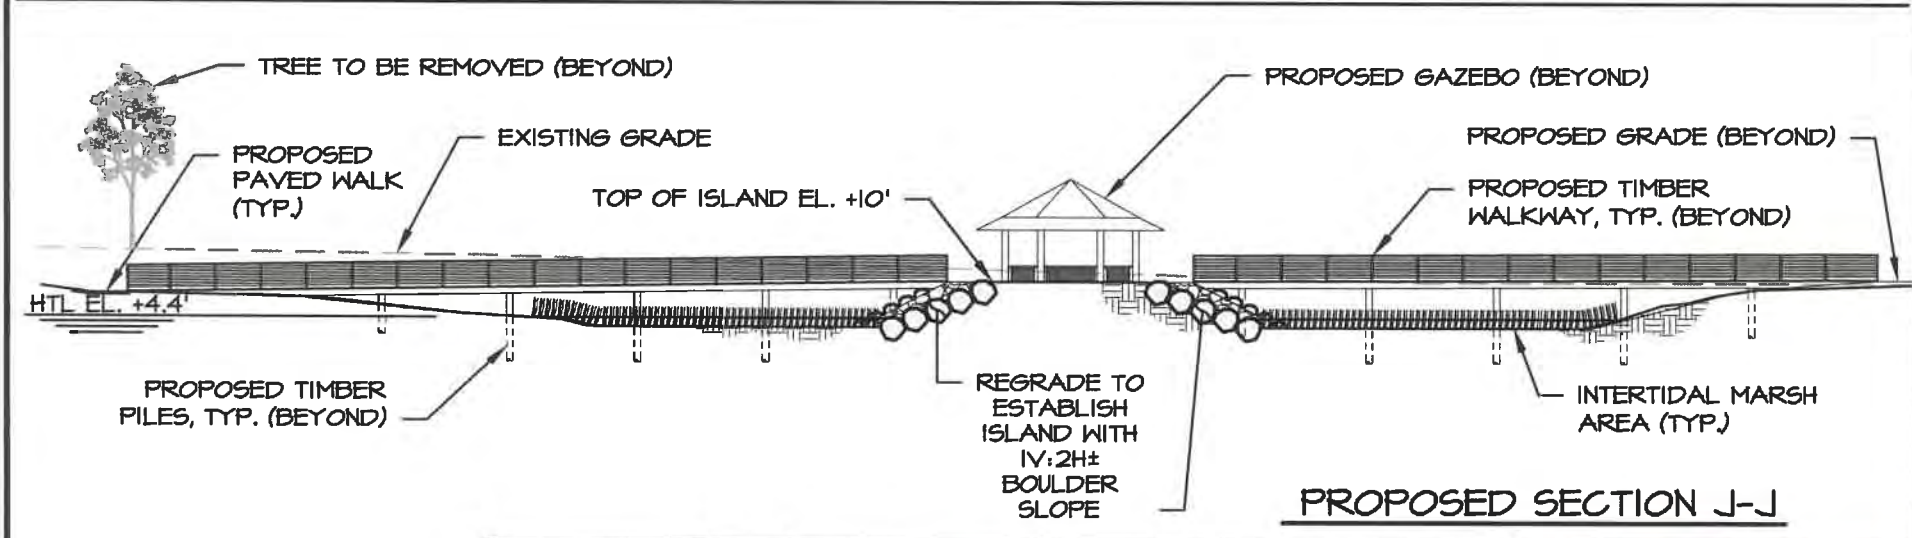 TREE TO BE REMOVED (BEYOND)
PROPOSED GAZEBO (BEYOND)
EXISTING GRADE
PROPOSED GRADE (BEYOND)
PROPOSED
PAVED WALK
(TYP.)
TOP OF ISLAND EL. +10'
PROPOSED TIMBER
WALKWAY, TYP. (BEYOND)
HTL EL. +4.4'
PROPOSED TIMBER
PILES, TYP. (BEYOND)
REGRADE TO
ESTABLISH
ISLAND WITH
1V:2H±
BOULDER
SLOPE
INTERTIDAL MARSH
AREA (TYP.)
PROPOSED SECTION J-J